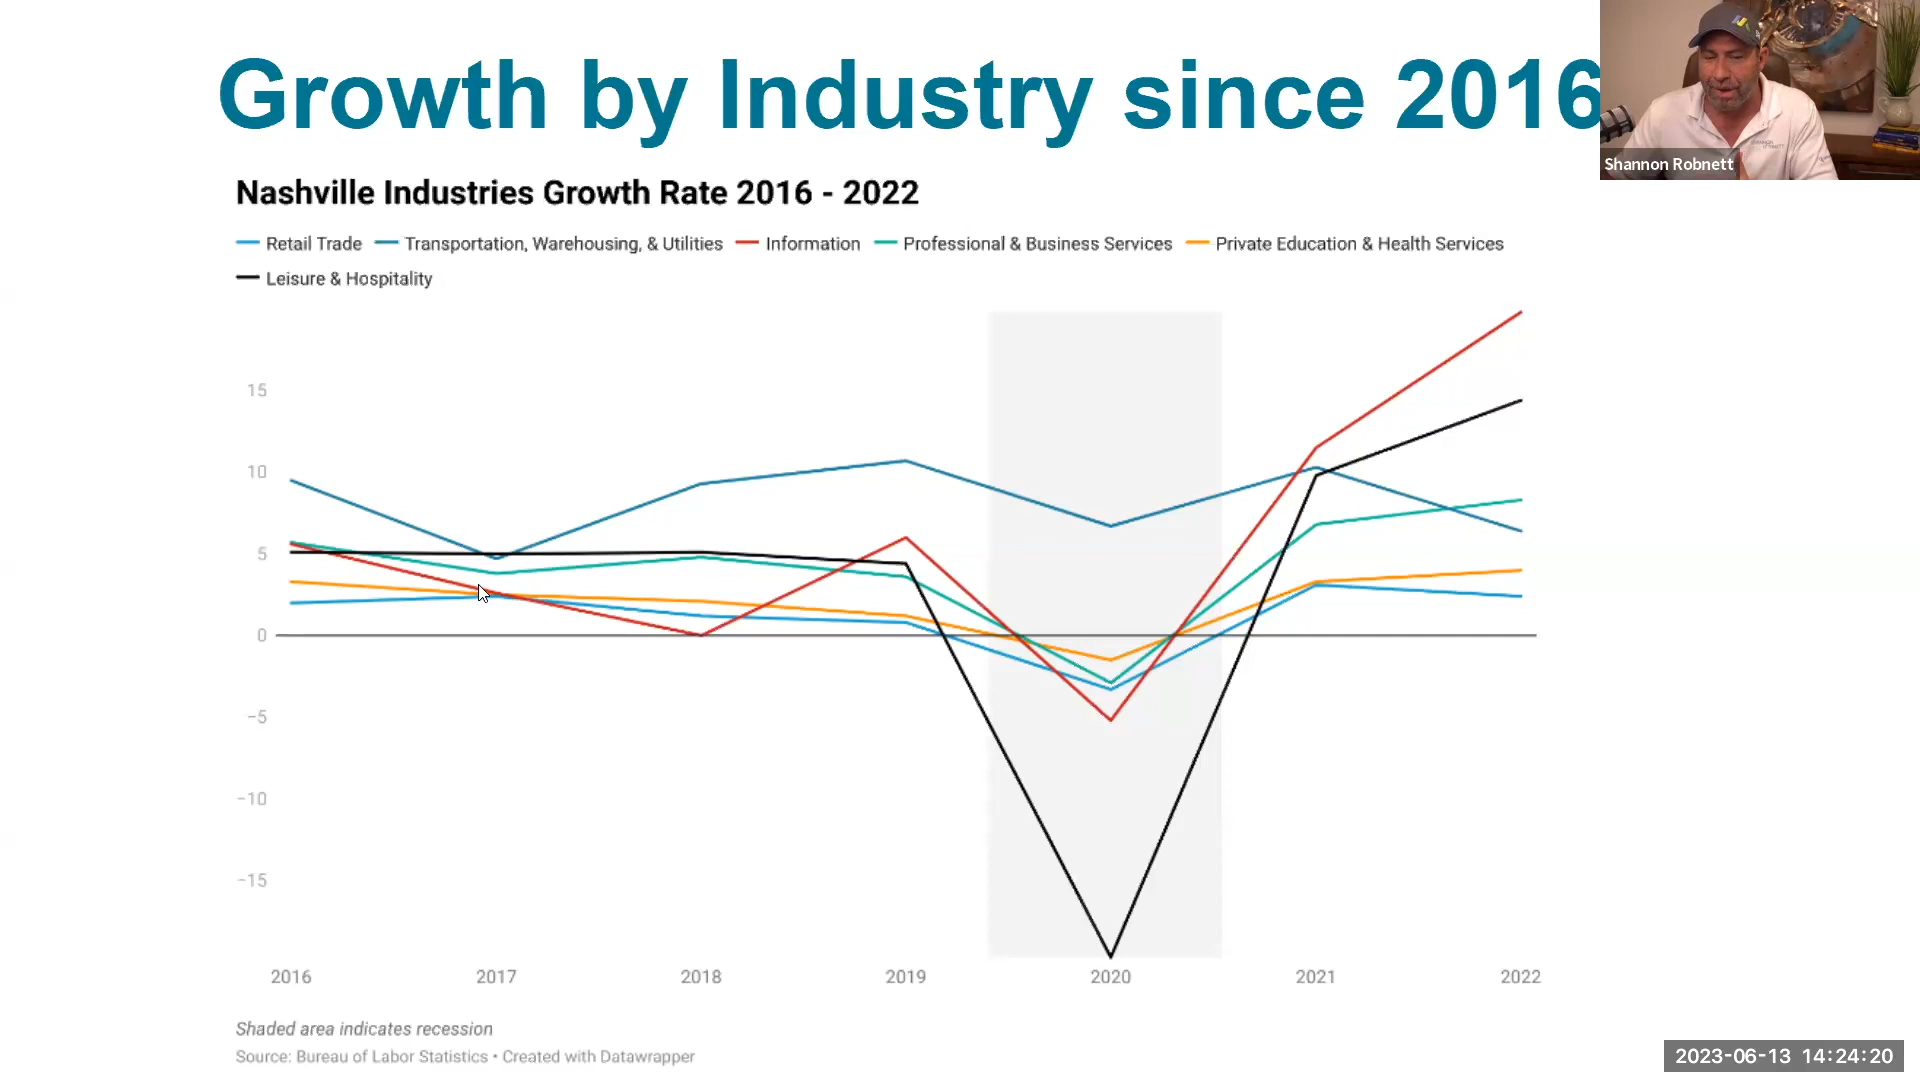 Growth by Industry since 2016
Shannon Robnett
Nashville Industries Growth Rate 2016 - 2022
Retail Trade Transportation, Warehousing, & Utilities Information Professional & Business Services Private Education & Health Services
Leisure & Hospitality
15
10
5
0
−5
−10
−15
2016 2017 2018 2019 2020 2021 2022
Shaded area indicates recession
Source: Bureau of Labor Statistics • Created with Datawrapper
2023-06-13 14:24:20